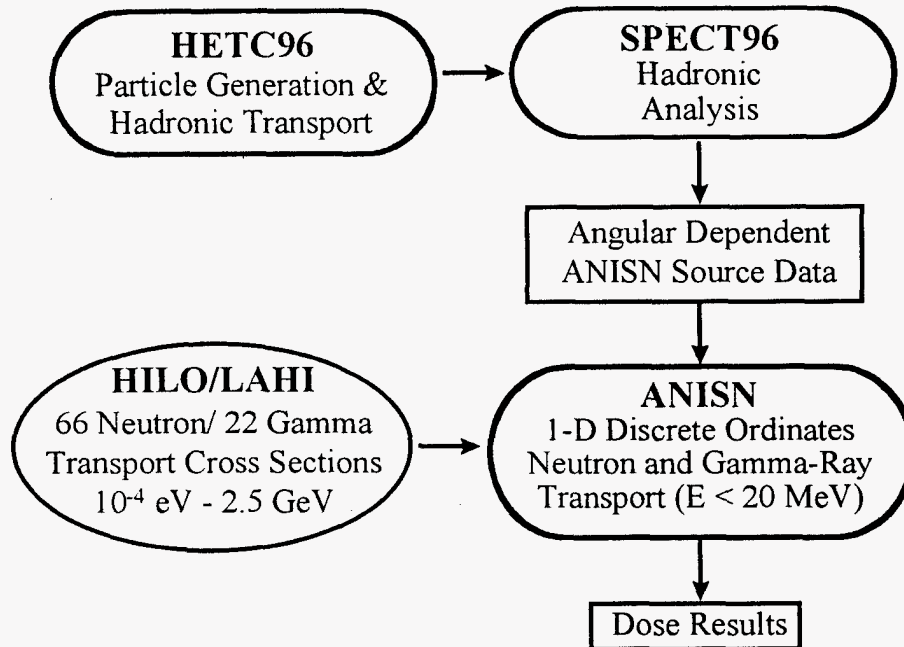 HETC96
Particle Generation &
Hadronic Transport
SPECT96
Hadronic
Analysis
Angular Dependent
ANISN Source Data
HILO/LAHI
66 Neutron/ 22 Gamma
Transport Cross Sections
10⁻⁴ eV - 2.5 GeV
ANISN
1-D Discrete Ordinates
Neutron and Gamma-Ray
Transport (E < 20 MeV)
Dose Results